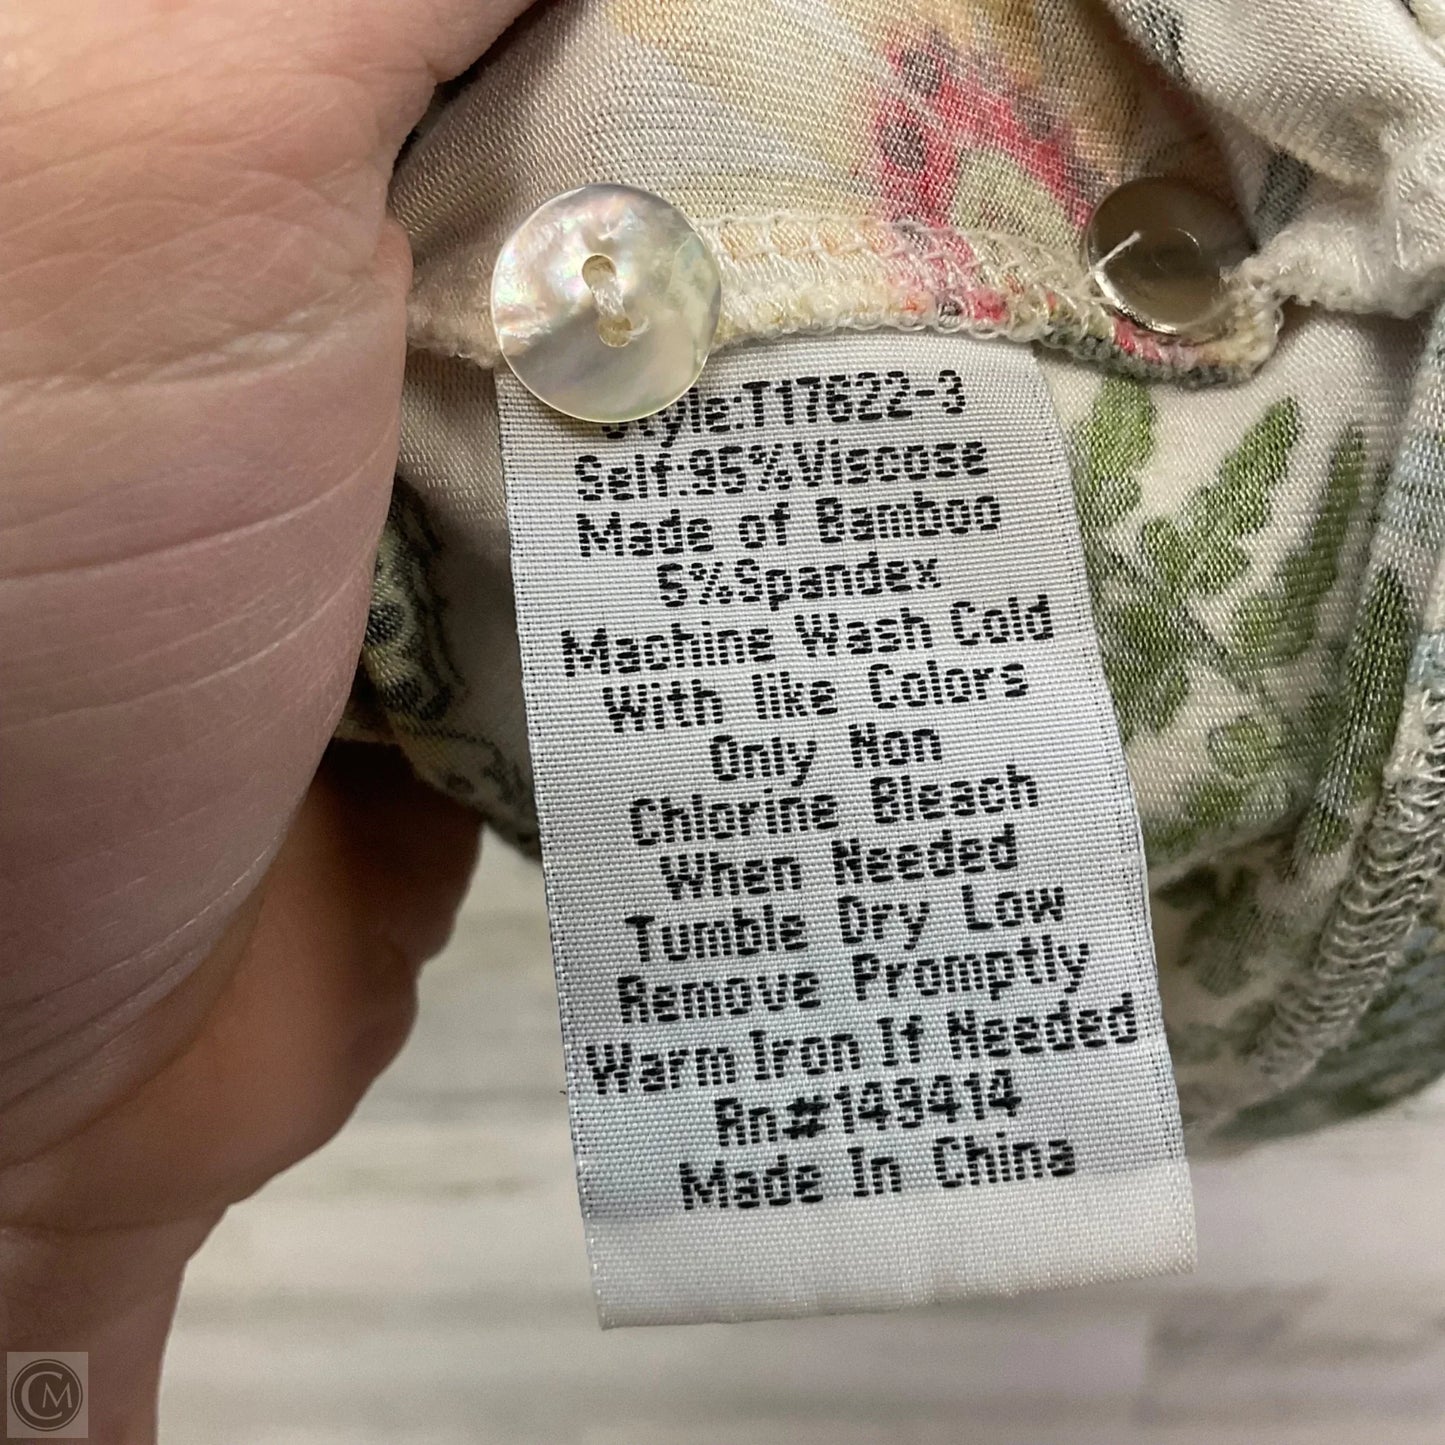 Style:T17622-3
Self:95%Viscose
Made of Bamboo
5%Spandex
Machine Wash Cold
With like Colors
Only Non
Chlorine Bleach
When Needed
Tumble Dry Low
Remove Promptly
Warm Iron If Needed
Rn#149414
Made In China
CM